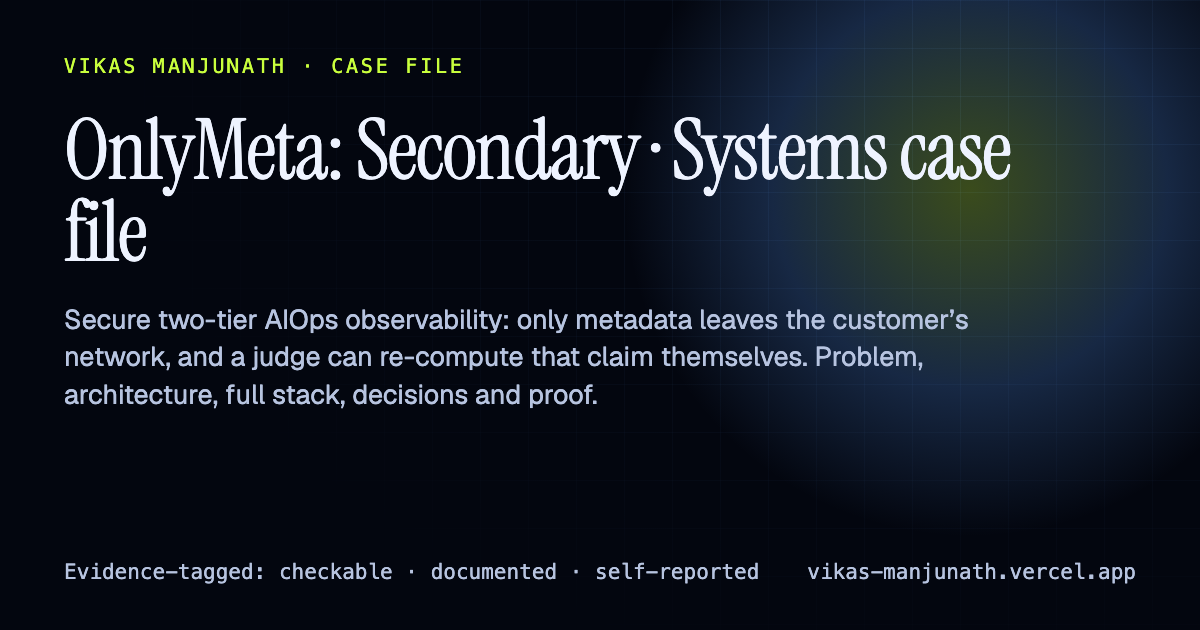 VIKAS MANJUNATH · CASE FILE
OnlyMeta: Secondary · Systems case
file
Secure two-tier AIOps observability: only metadata leaves the customer’s
network, and a judge can re-compute that claim themselves. Problem,
architecture, full stack, decisions and proof.
Evidence-tagged: checkable · documented · self-reported
vikas-manjunath.vercel.app